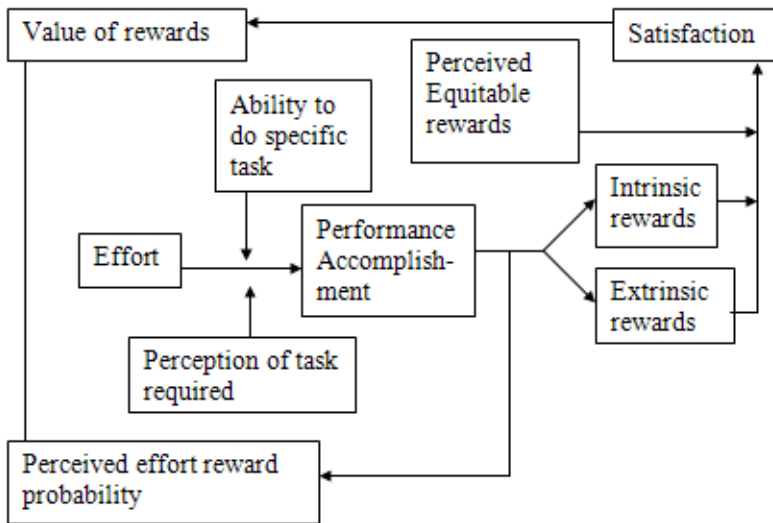 Value of rewards
Satisfaction
Perceived
Equitable
rewards
Ability to
do specific
task
Intrinsic
rewards
Effort
Performance
Accomplish-
ment
Extrinsic
rewards
Perception of task
required
Perceived effort reward
probability